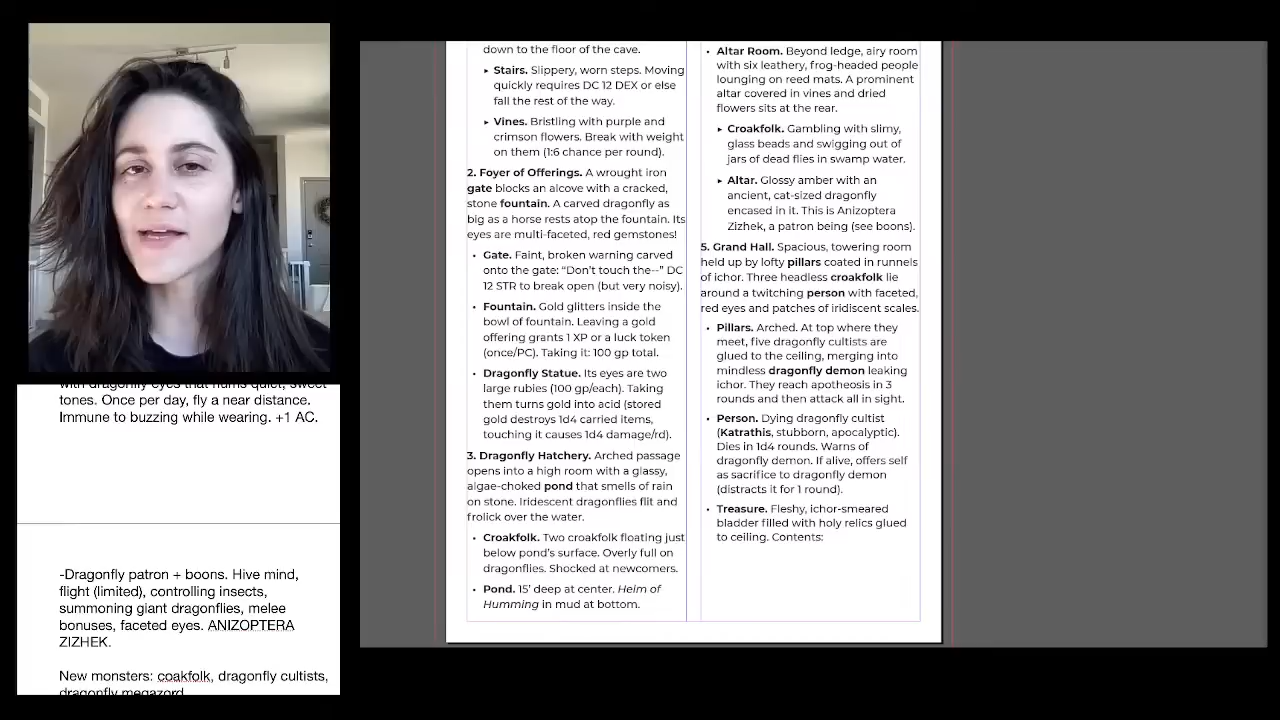 with dragonfly eyes that hums quiet, sweet
tones. Once per day, fly a near distance.
Immune to buzzing while wearing. +1 AC.
-Dragonfly patron + boons. Hive mind,
flight (limited), controlling insects,
summoning giant dragonflies, melee
bonuses, faceted eyes. ANIZOPTERA
ZIZHEK.
New monsters: coakfolk, dragonfly cultists,
dragonfly megazord
down to the floor of the cave.
▸ Stairs. Slippery, worn steps. Moving
quickly requires DC 12 DEX or else
fall the rest of the way.
▸ Vines. Bristling with purple and
crimson flowers. Break with weight
on them (1:6 chance per round).
2. Foyer of Offerings. A wrought iron
gate blocks an alcove with a cracked,
stone fountain. A carved dragonfly as
big as a horse rests atop the fountain. Its
eyes are multi-faceted, red gemstones!
• Gate. Faint, broken warning carved
onto the gate: “Don’t touch the--” DC
12 STR to break open (but very noisy).
• Fountain. Gold glitters inside the
bowl of fountain. Leaving a gold
offering grants 1 XP or a luck token
(once/PC). Taking it: 100 gp total.
• Dragonfly Statue. Its eyes are two
large rubies (100 gp/each). Taking
them turns gold into acid (stored
gold destroys 1d4 carried items,
touching it causes 1d4 damage/rd).
3. Dragonfly Hatchery. Arched passage
opens into a high room with a glassy,
algae-choked pond that smells of rain
on stone. Iridescent dragonflies flit and
frolick over the water.
• Croakfolk. Two croakfolk floating just
below pond’s surface. Overly full on
dragonflies. Shocked at newcomers.
• Pond. 15’ deep at center. Helm of
Humming in mud at bottom.
• Altar Room. Beyond ledge, airy room
with six leathery, frog-headed people
lounging on reed mats. A prominent
altar covered in vines and dried
flowers sits at the rear.
▸ Croakfolk. Gambling with slimy,
glass beads and swigging out of
jars of dead flies in swamp water.
▸ Altar. Glossy amber with an
ancient, cat-sized dragonfly
encased in it. This is Anizoptera
Zizhek, a patron being (see boons).
5. Grand Hall. Spacious, towering room
held up by lofty pillars coated in runnels
of ichor. Three headless croakfolk lie
around a twitching person with faceted,
red eyes and patches of iridiscent scales.
• Pillars. Arched. At top where they
meet, five dragonfly cultists are
glued to the ceiling, merging into
mindless dragonfly demon leaking
ichor. They reach apotheosis in 3
rounds and then attack all in sight.
• Person. Dying dragonfly cultist
(Katrathis, stubborn, apocalyptic).
Dies in 1d4 rounds. Warns of
dragonfly demon. If alive, offers self
as sacrifice to dragonfly demon
(distracts it for 1 round).
• Treasure. Fleshy, ichor-smeared
bladder filled with holy relics glued
to ceiling. Contents: